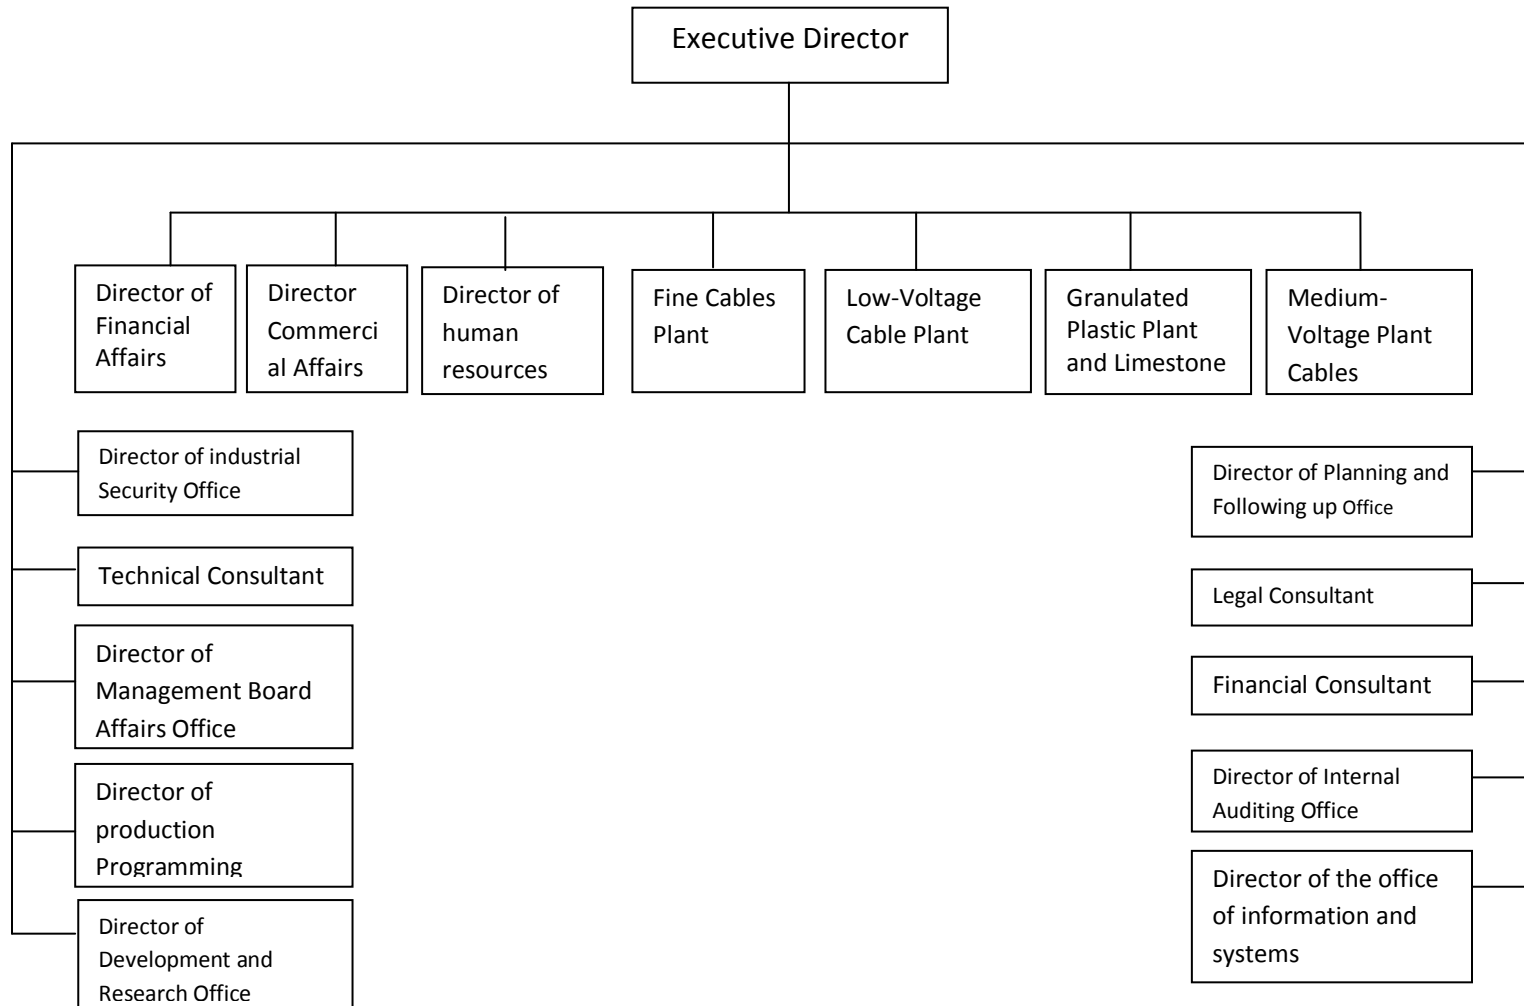 Executive Director
Director of
Financial
Affairs
Director
Commerci
al Affairs
Director of
human
resources
Fine Cables
Plant
Low-Voltage
Cable Plant
Granulated
Plastic Plant
and Limestone
Medium-
Voltage Plant
Cables
Director of industrial
Security Office
Technical Consultant
Director of
Management Board
Affairs Office
Director of
production
Programming
Director of
Development and
Research Office
Director of Planning and
Following up Office
Legal Consultant
Financial Consultant
Director of Internal
Auditing Office
Director of the office
of information and
systems